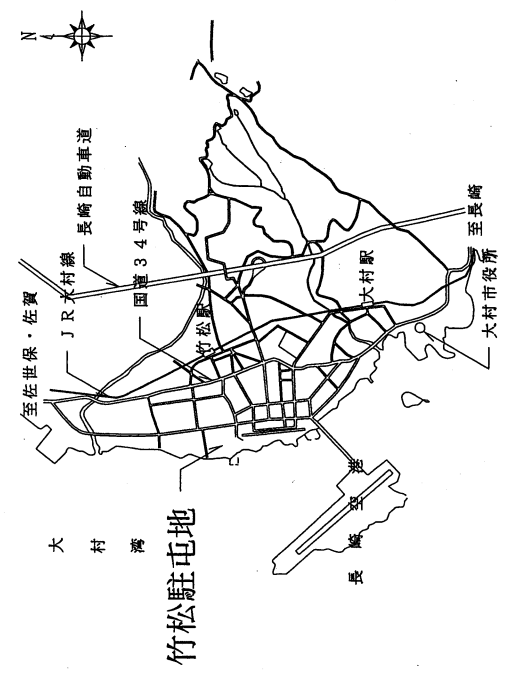 N
長崎自動車道
国道34号線
JR大村線
至佐世保・佐賀
竹松駅
大村駅
至長崎
大村市役所
大村湾
竹松駐屯地
長崎空港